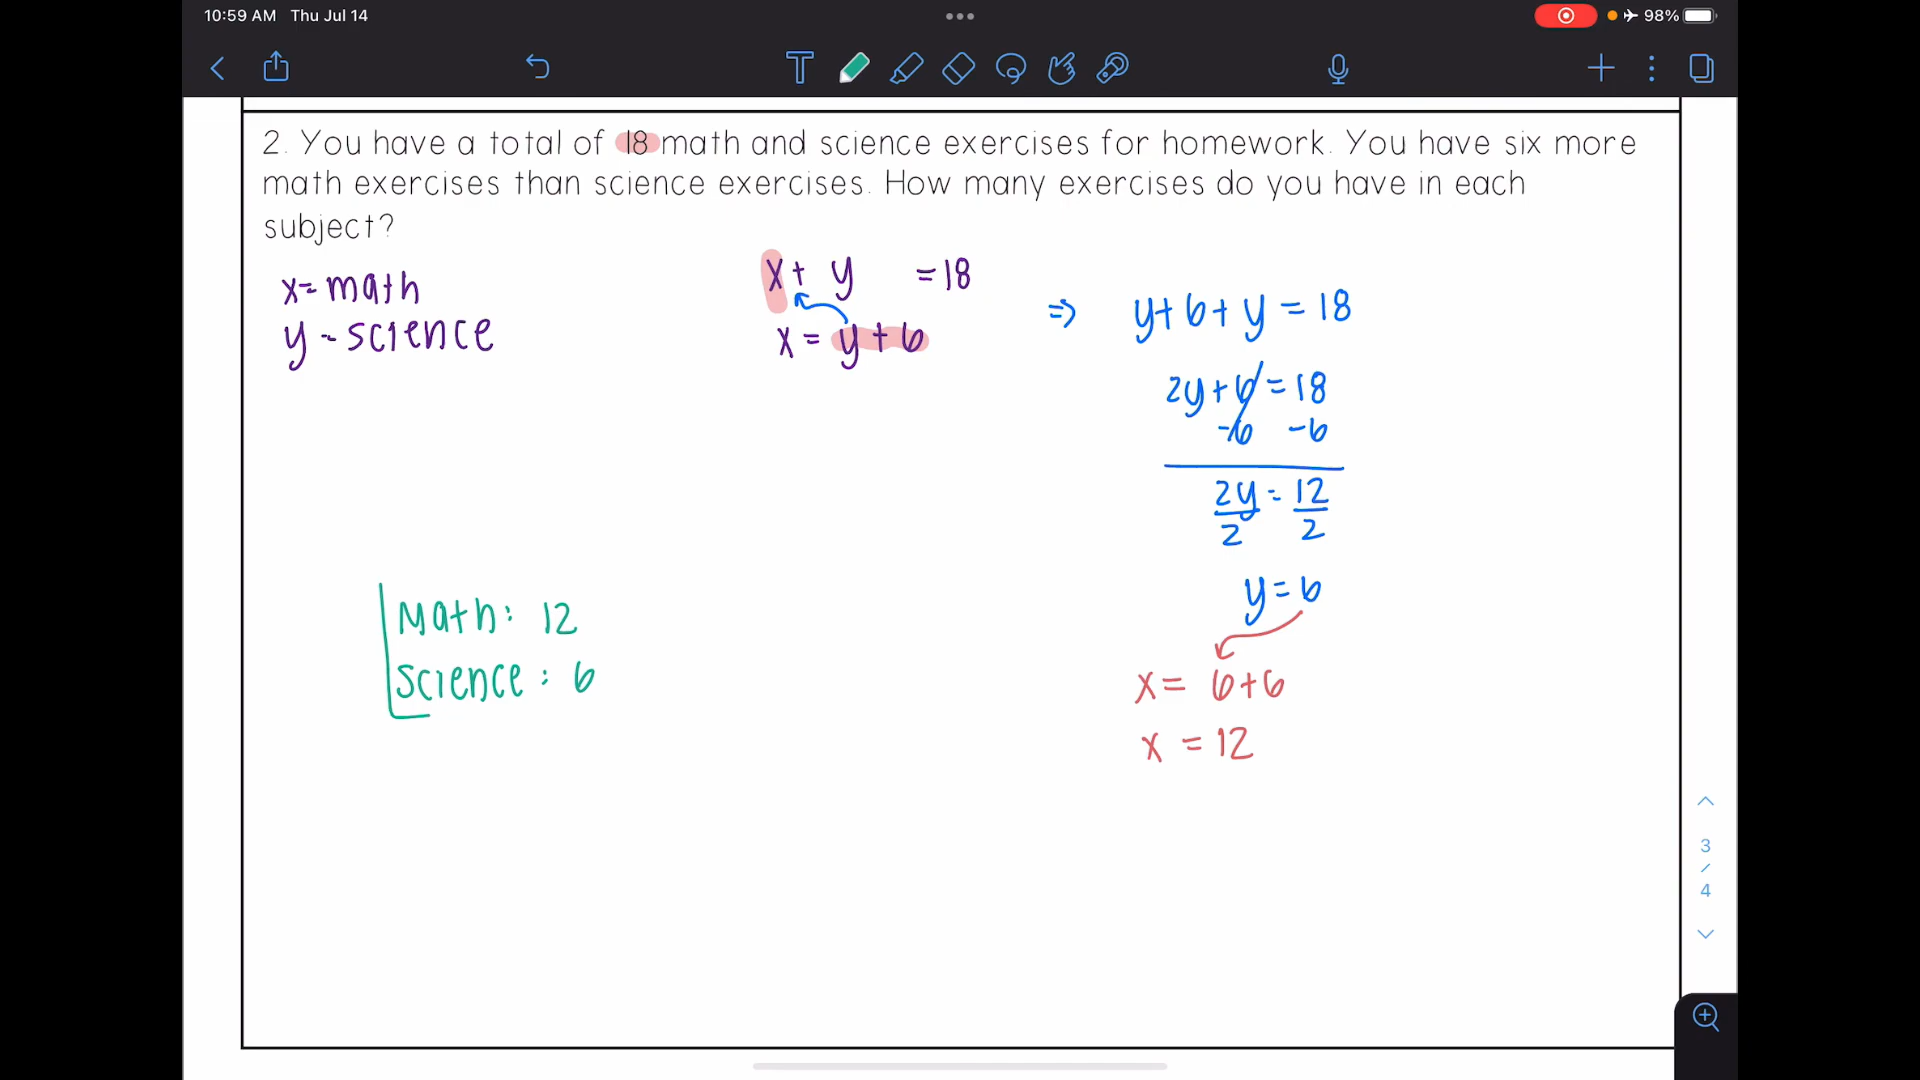 10:59 AM Thu Jul 14
98%
2. You have a total of 18 math and science exercises for homework. You have six more
math exercises than science exercises. How many exercises do you have in each
subject?
x = math
y - science
x + y = 18
x = y + 6
⇒ y + 6 + y = 18
2y + 6 = 18
-6 -6
2y = 12
2 2
y = 6
x = 6 + 6
x = 12
Math: 12
Science: 6
3
/
4